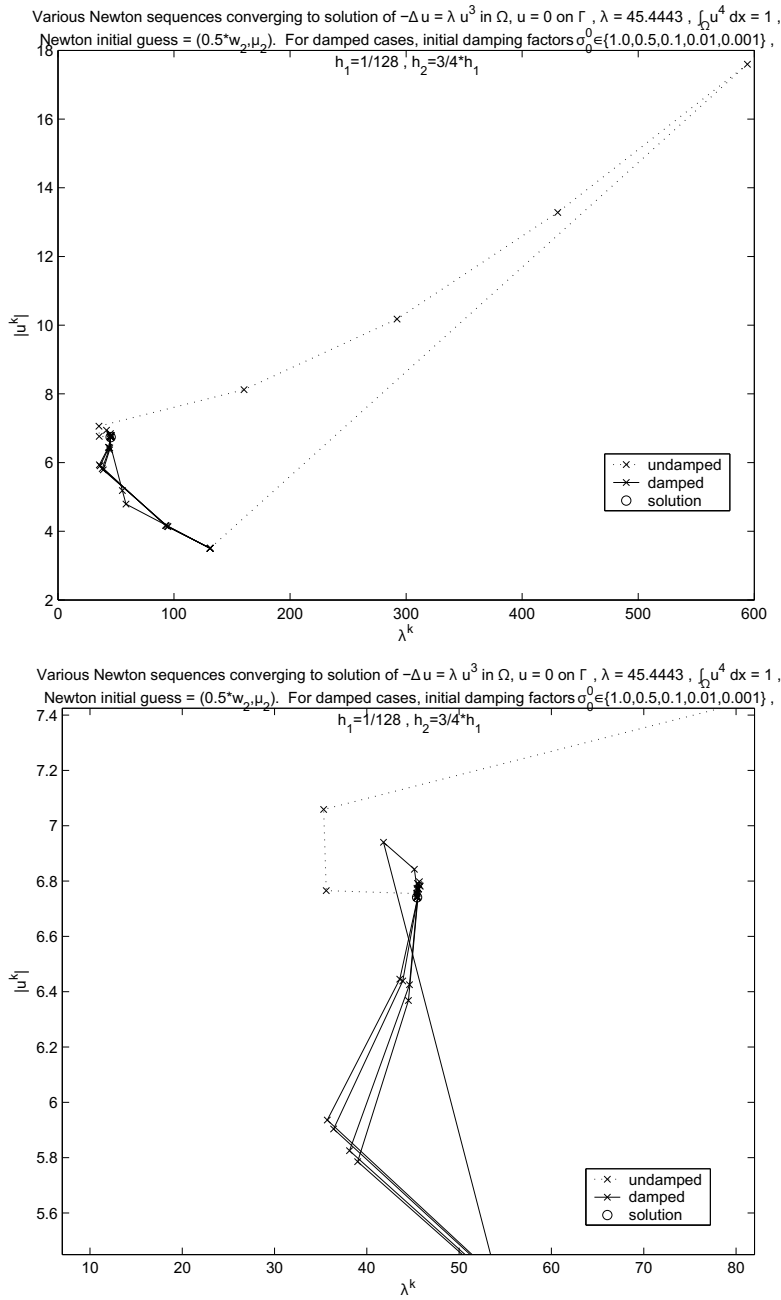 Various Newton sequences converging to solution of −Δ u = λ u³ in Ω, u = 0 on Γ , λ = 45.4443 , ∫_Ω u⁴ dx = 1 ,
Newton initial guess = (0.5*w₂,μ₂). For damped cases, initial damping factors σ₀⁰∈{1.0,0.5,0.1,0.01,0.001} ,
h₁=1/128 , h₂=3/4*h₁
18
16
14
12
10
8
6
4
2
|u^k|
undamped
damped
solution
0 100 200 300 400 500 600
λ^k
Various Newton sequences converging to solution of −Δ u = λ u³ in Ω, u = 0 on Γ , λ = 45.4443 , ∫_Ω u⁴ dx = 1 ,
Newton initial guess = (0.5*w₂,μ₂). For damped cases, initial damping factors σ₀⁰∈{1.0,0.5,0.1,0.01,0.001} ,
h₁=1/128 , h₂=3/4*h₁
7.4
7.2
7
6.8
6.6
6.4
6.2
6
5.8
5.6
|u^k|
undamped
damped
solution
10 20 30 40 50 60 70 80
λ^k